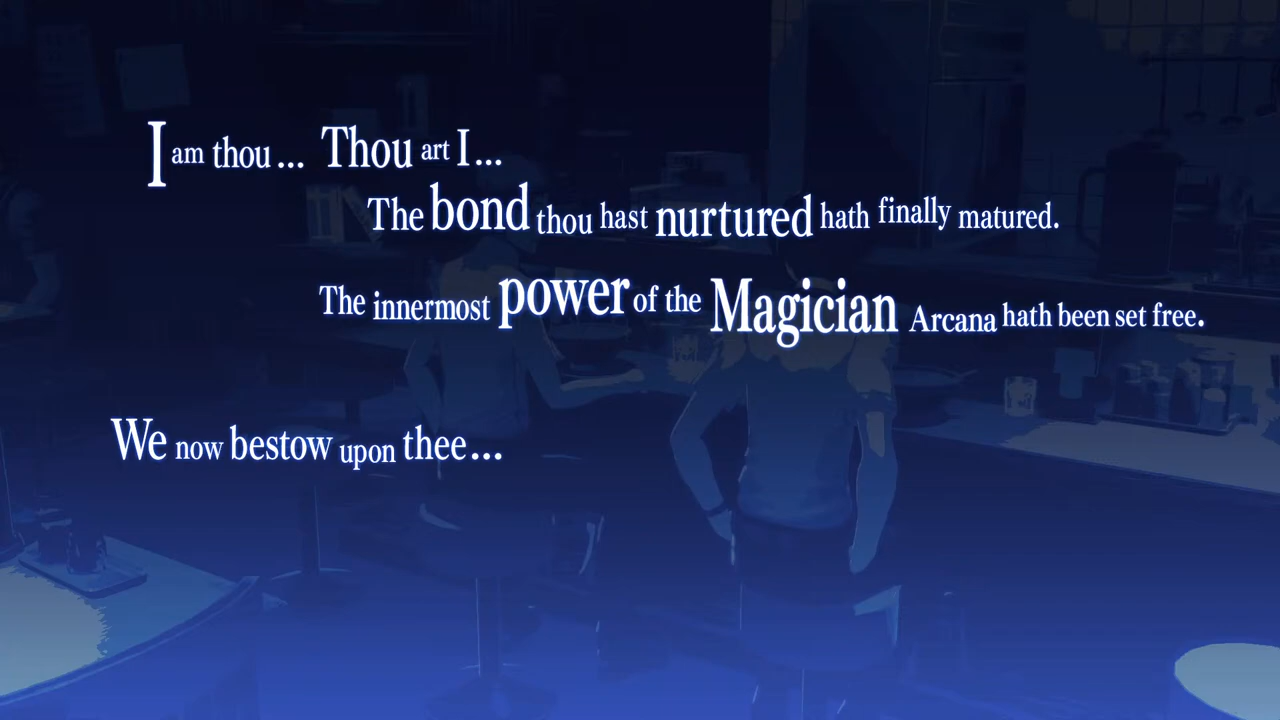 I am thou... Thou art I...
The bond thou hast nurtured hath finally matured.
The innermost power of the Magician Arcana hath been set free.
We now bestow upon thee...